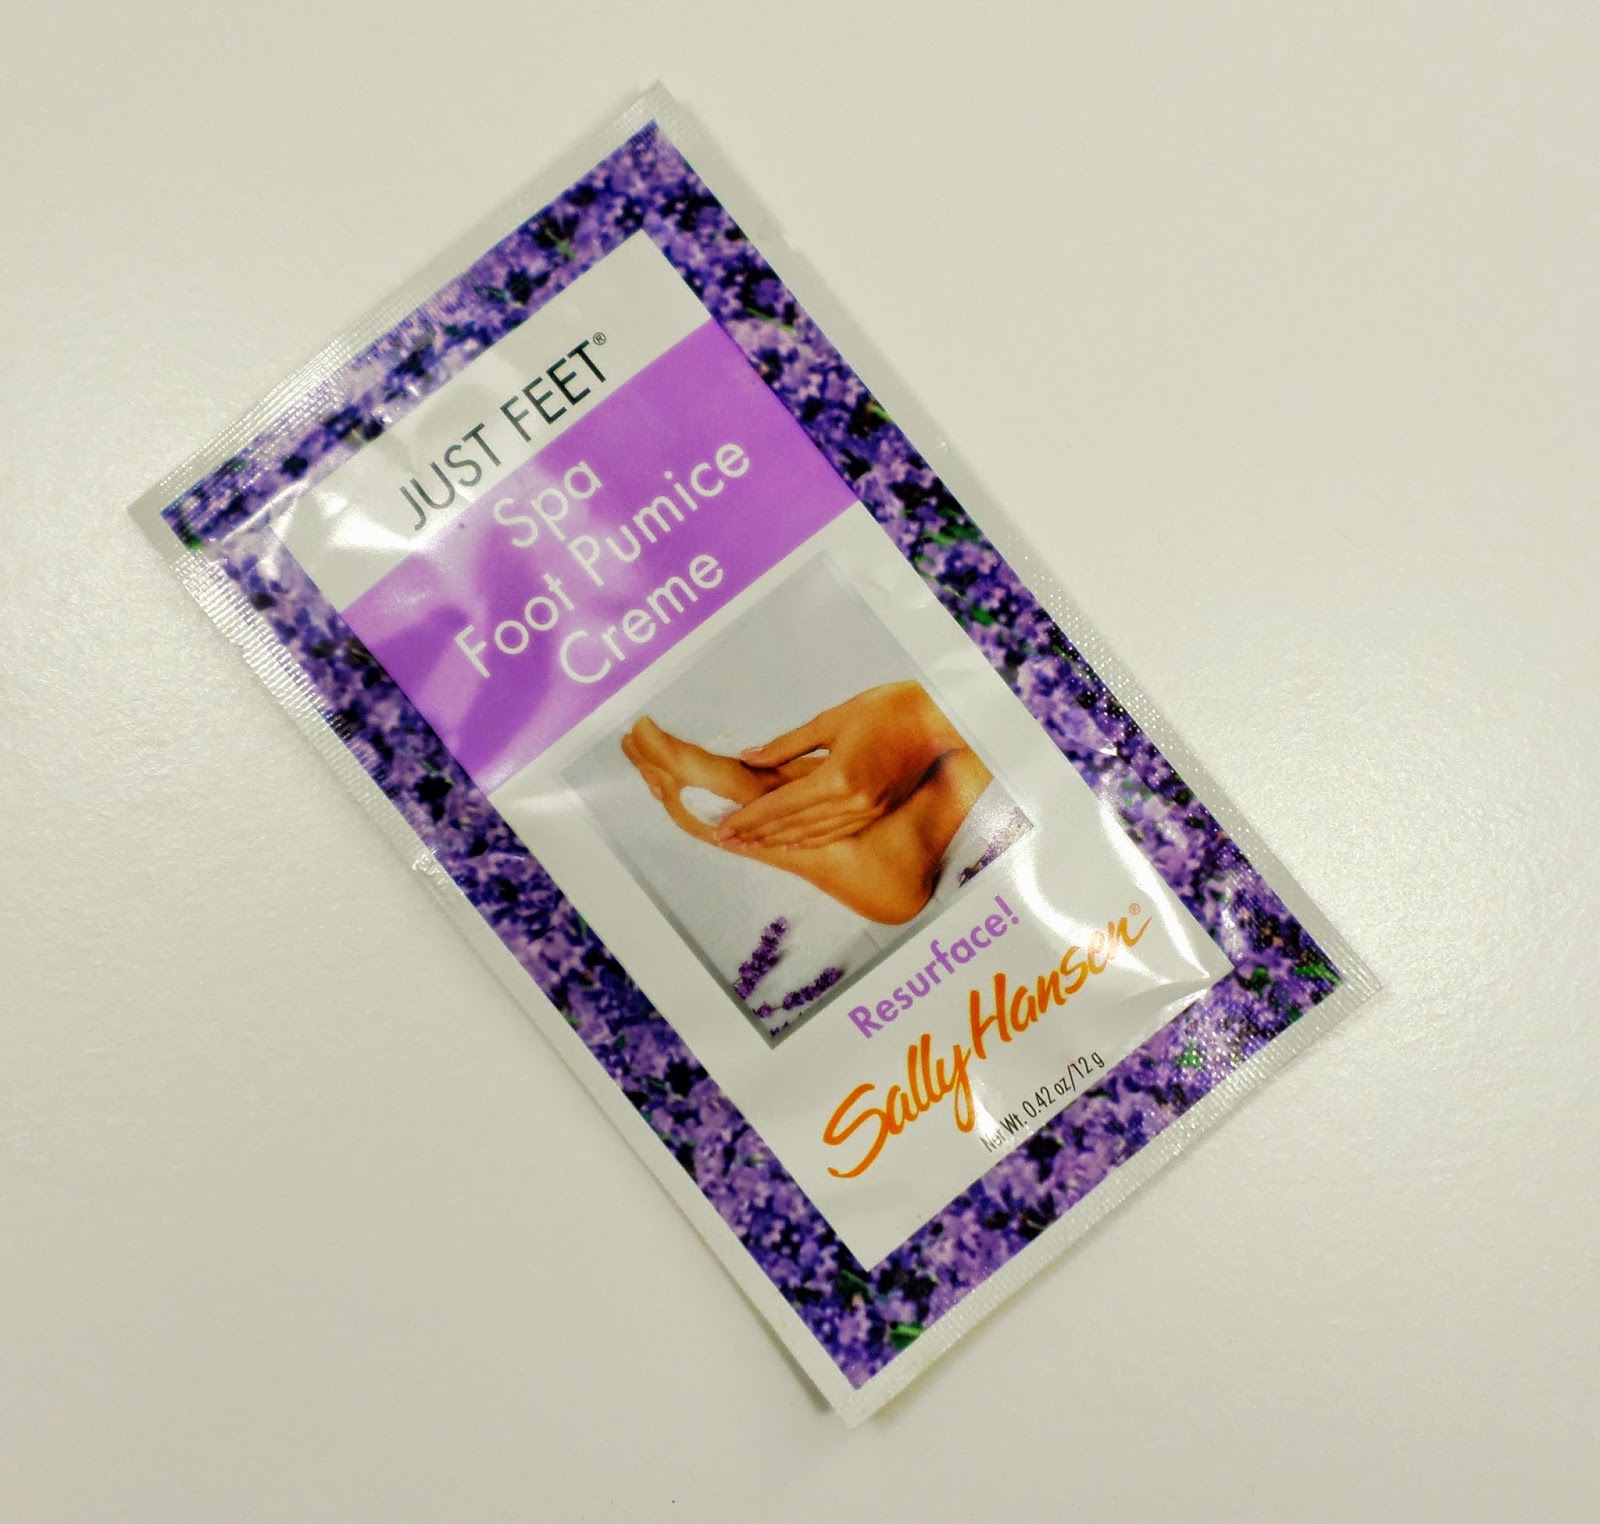 JUST FEET®
Spa
Foot Pumice
Creme
Resurface!
Sally Hansen®
Net Wt. 0.42 oz/12 g